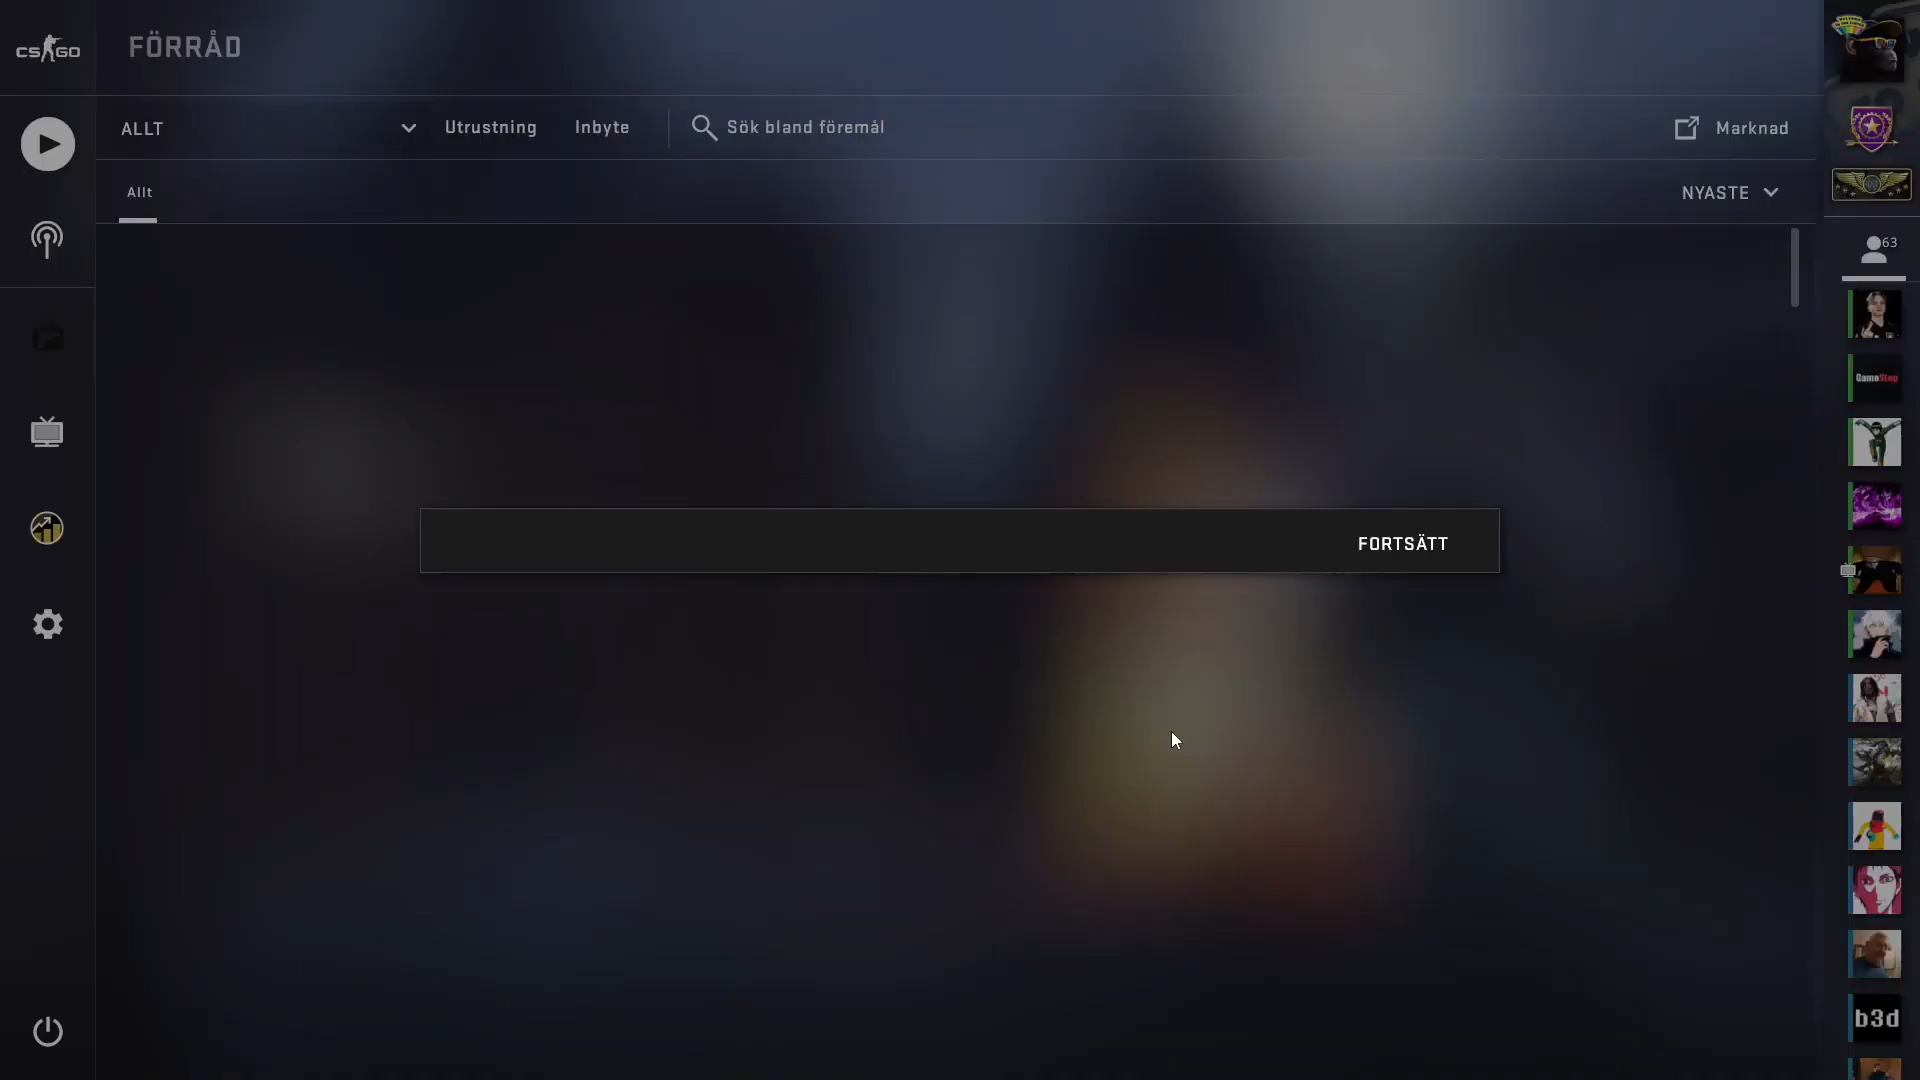 CS GO
FÖRRÅD
ALLT
Utrustning
Inbyte
Sök bland föremål
Marknad
Allt
NYASTE
63
GameStop
FORTSÄTT
b3d